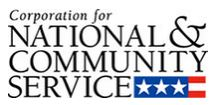 Corporation for
NATIONAL &
COMMUNITY
SERVICE